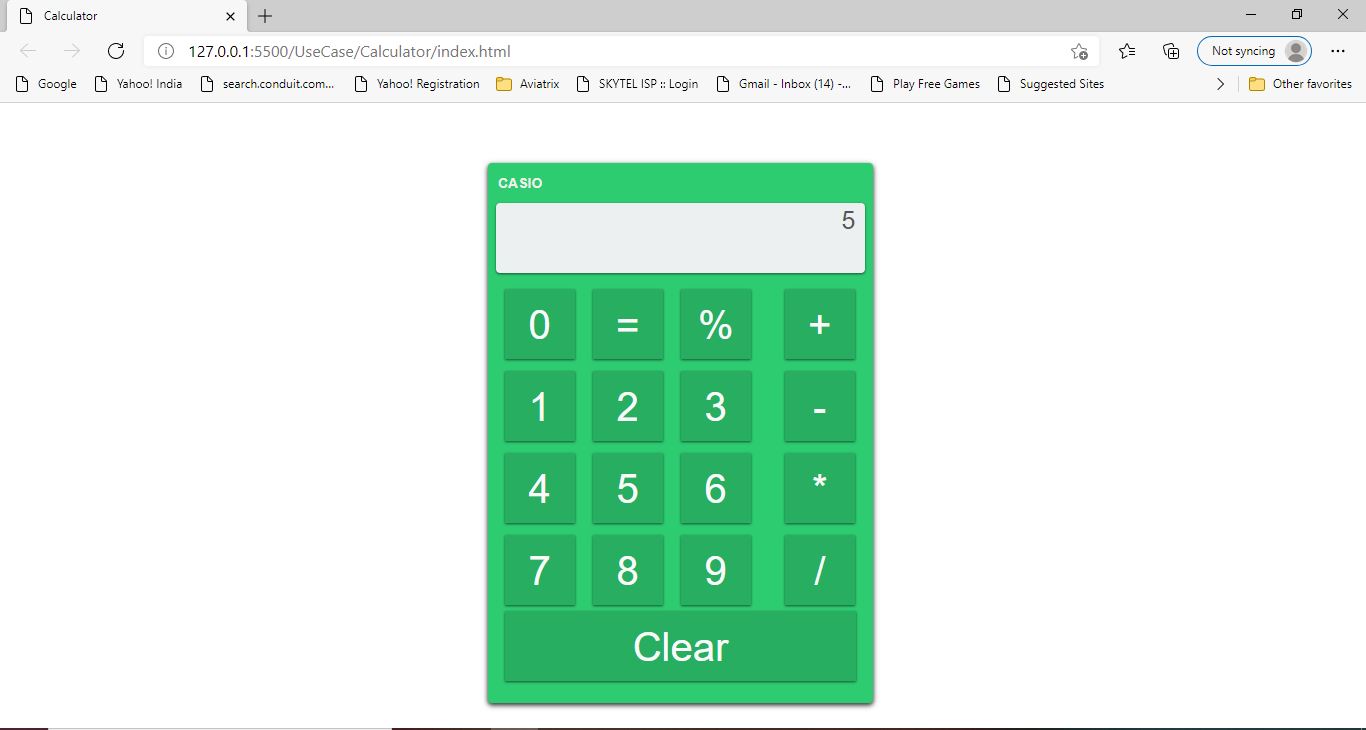 Calculator
127.0.0.1:5500/UseCase/Calculator/index.html
Not syncing
Google Yahoo! India search.conduit.com... Yahoo! Registration Aviatrix SKYTEL ISP :: Login Gmail - Inbox (14) -... Play Free Games Suggested Sites Other favorites
CASIO
5
0 = % +
1 2 3 -
4 5 6 *
7 8 9 /
Clear